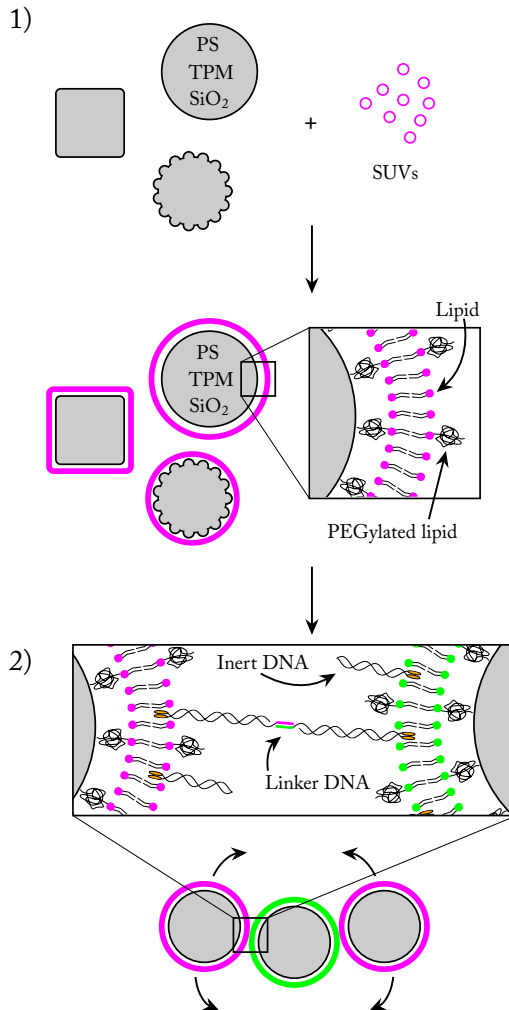 1)
PS
TPM
SiO₂
+
SUVs
Lipid
PS
TPM
SiO₂
PEGylated lipid
2)
Inert DNA
Linker DNA